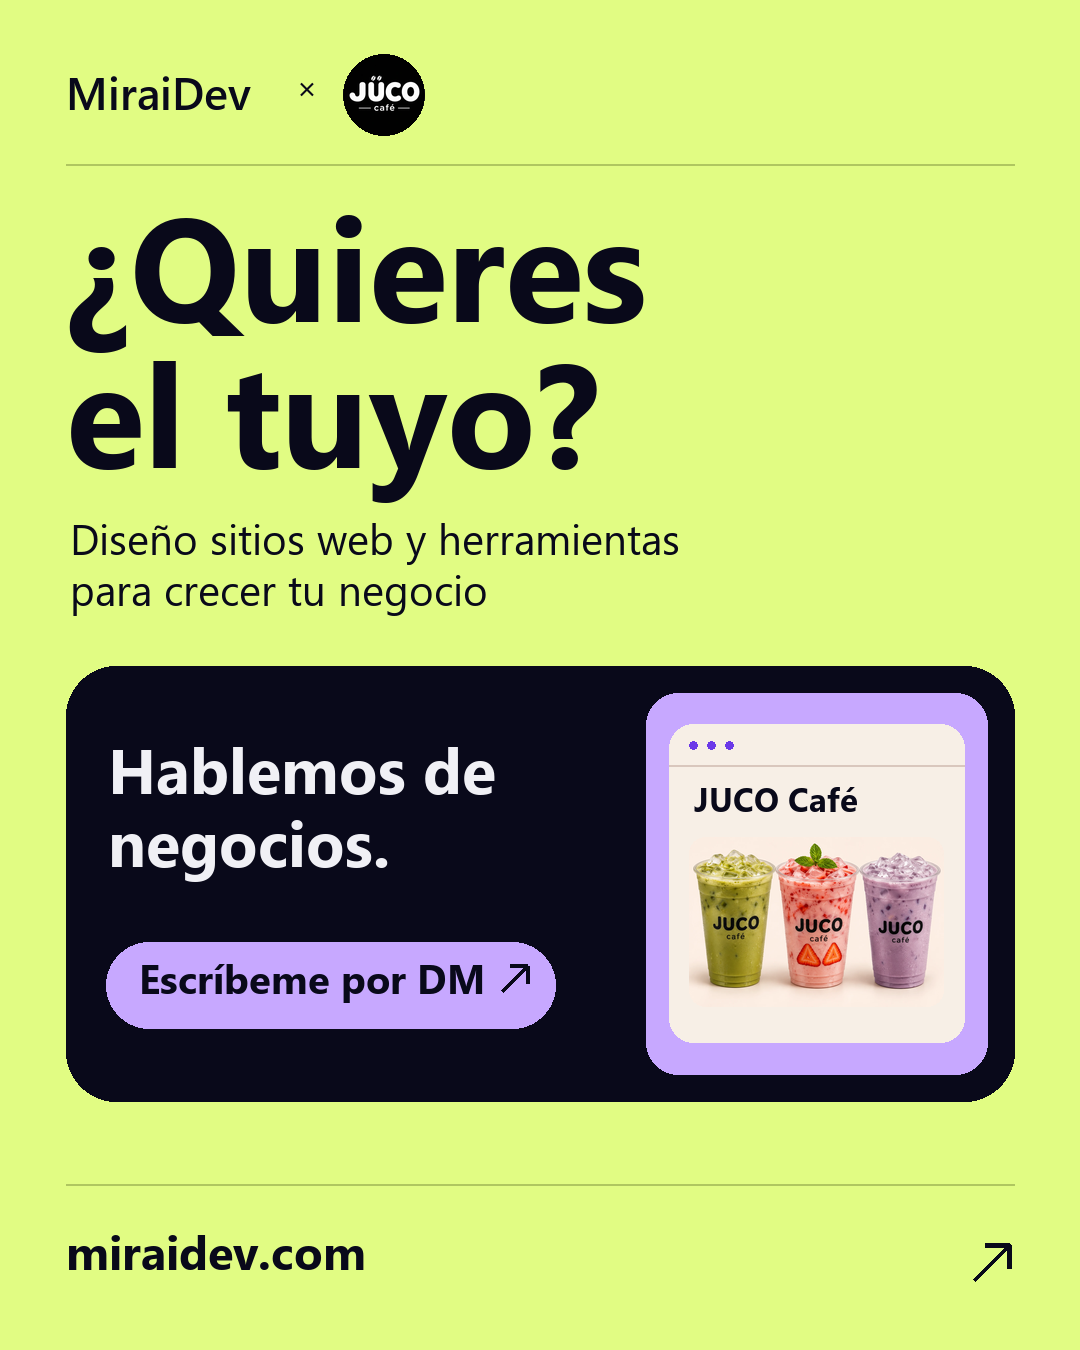 MiraiDev × JÜCO
café
¿Quieres
el tuyo?
Diseño sitios web y herramientas
para crecer tu negocio
Hablemos de
negocios.
Escríbeme por DM
JUCO Café
JUCO
café
JUCO
café
JUCO
café
miraidev.com